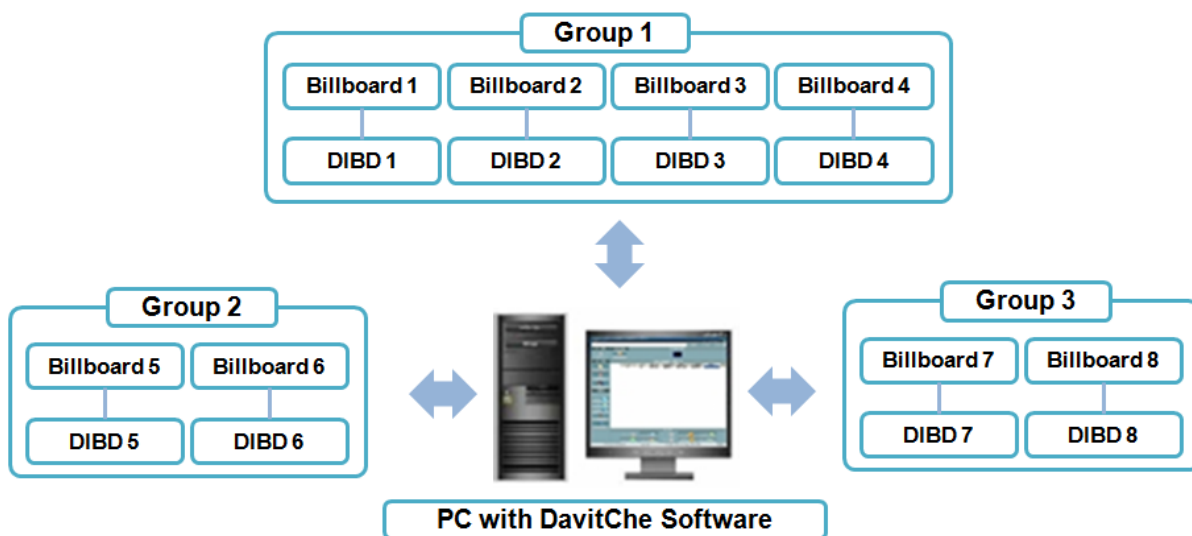 Group 1
Billboard 1 Billboard 2 Billboard 3 Billboard 4
DIBD 1 DIBD 2 DIBD 3 DIBD 4
Group 2
Billboard 5 Billboard 6
DIBD 5 DIBD 6
Group 3
Billboard 7 Billboard 8
DIBD 7 DIBD 8
PC with DavitChe Software